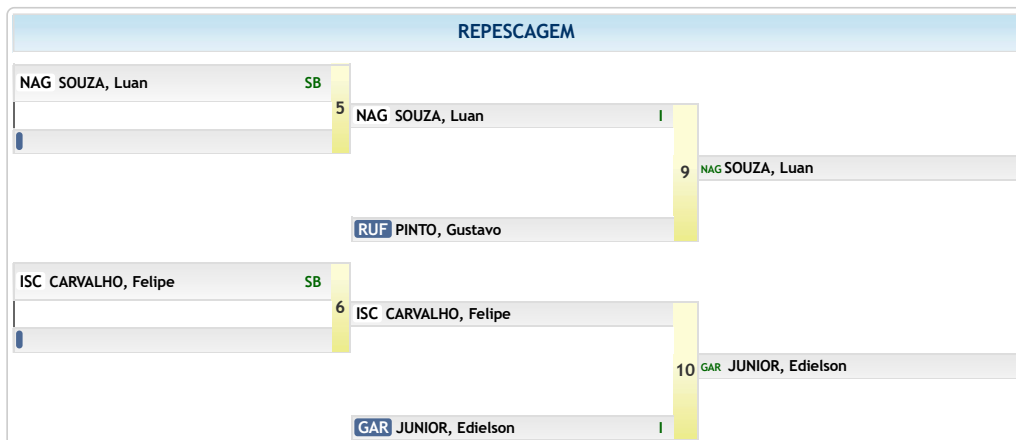 REPESCAGEM
NAG SOUZA, Luan SB
5
NAG SOUZA, Luan I
9
NAG SOUZA, Luan
RUF PINTO, Gustavo
ISC CARVALHO, Felipe SB
6
ISC CARVALHO, Felipe
10
GAR JUNIOR, Edielson
GAR JUNIOR, Edielson I